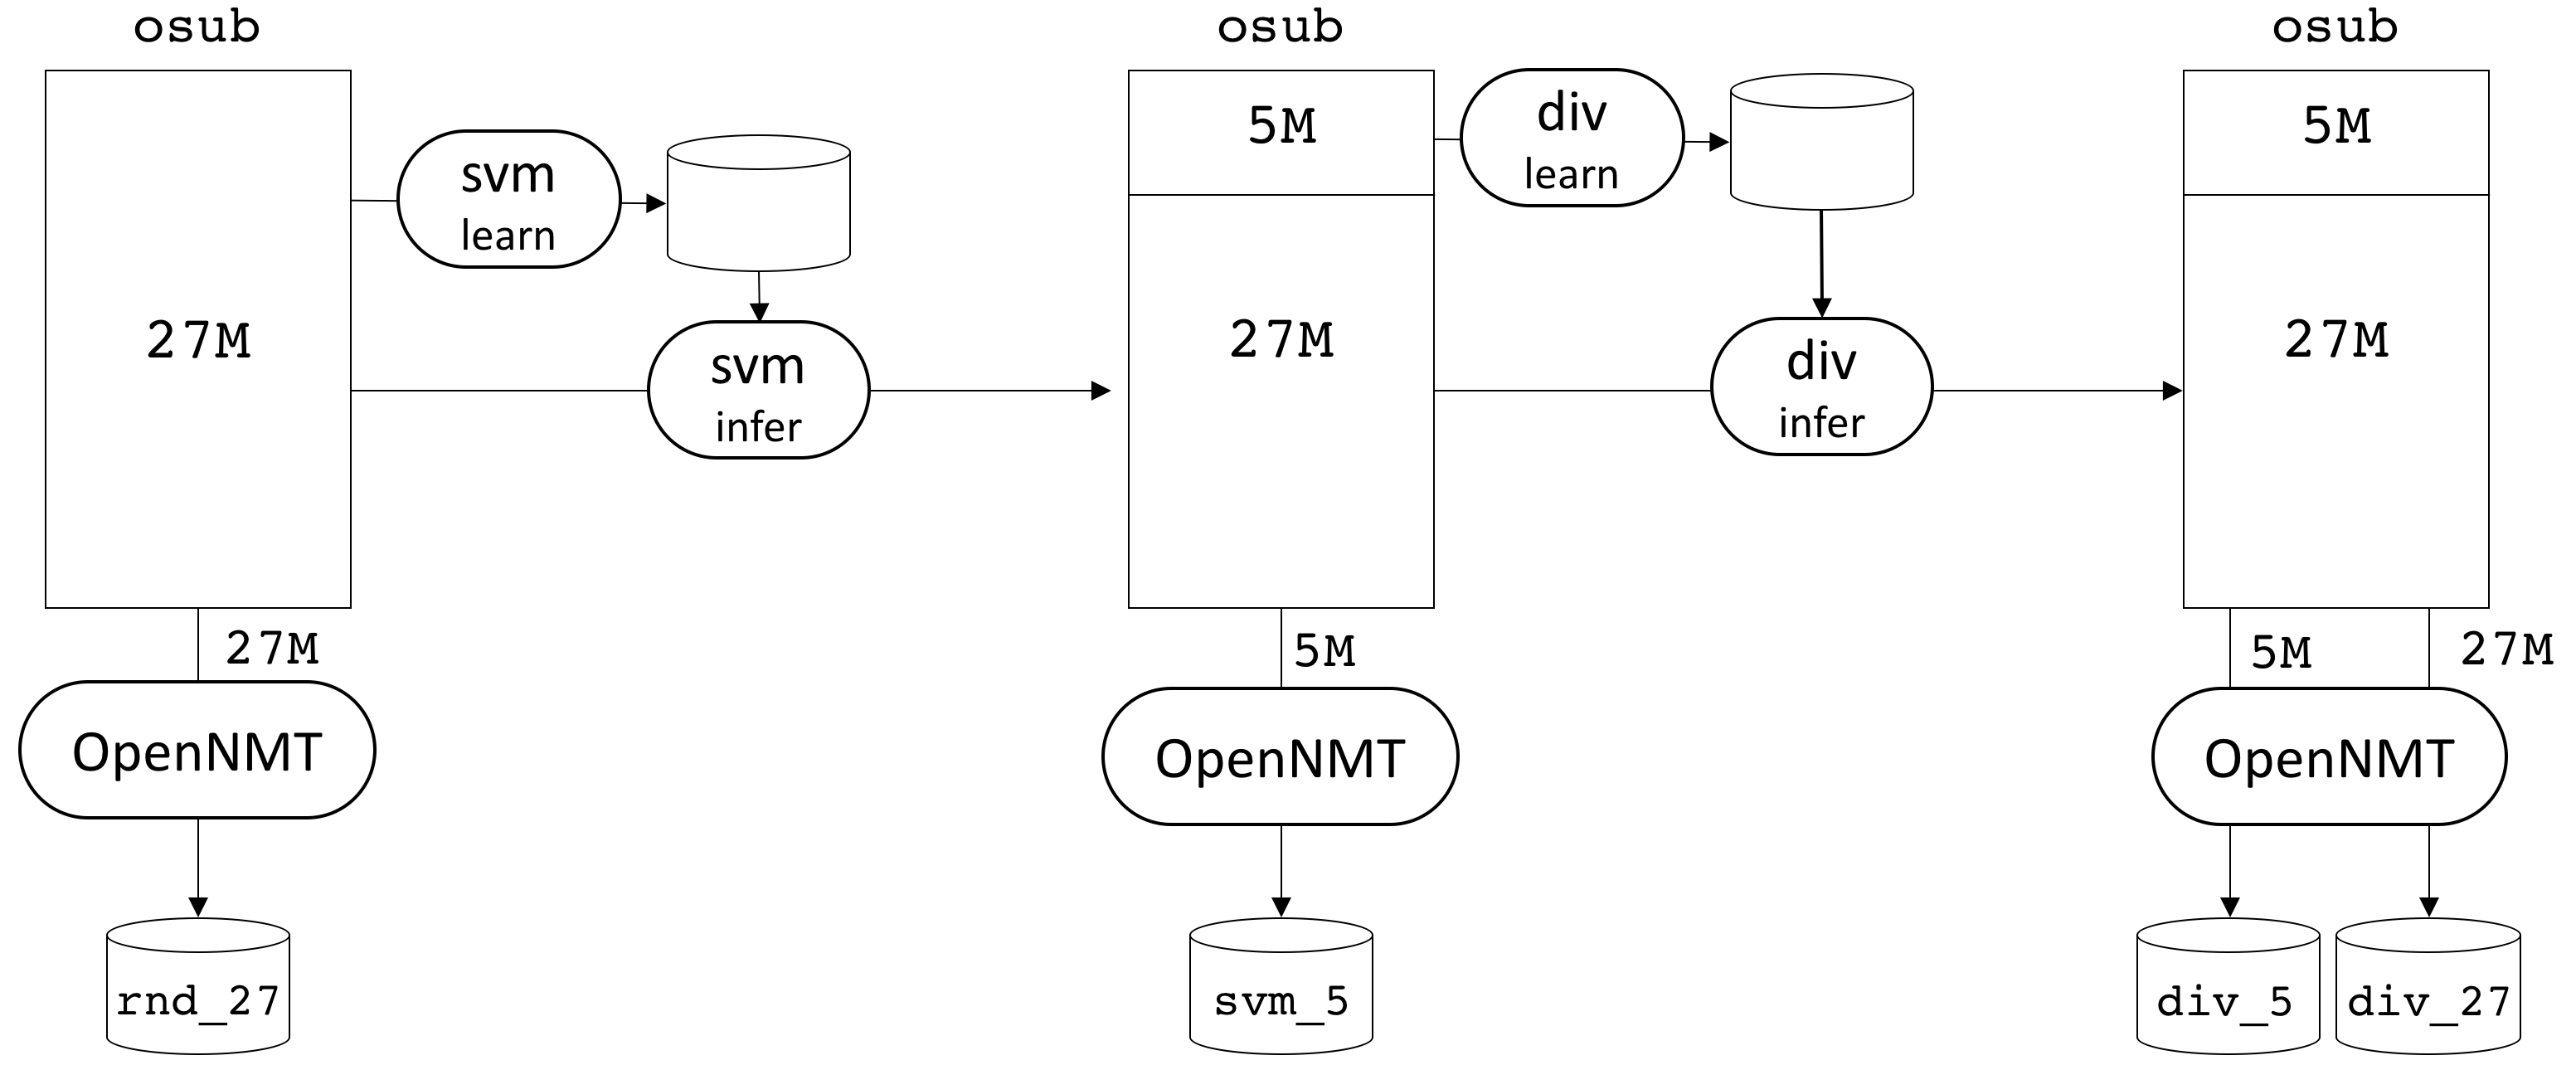 osub
osub
osub
27M
svm
learn
svm
infer
5M
27M
div
learn
div
infer
5M
27M
27M
5M
5M
27M
OpenNMT
OpenNMT
OpenNMT
rnd_27
svm_5
div_5
div_27